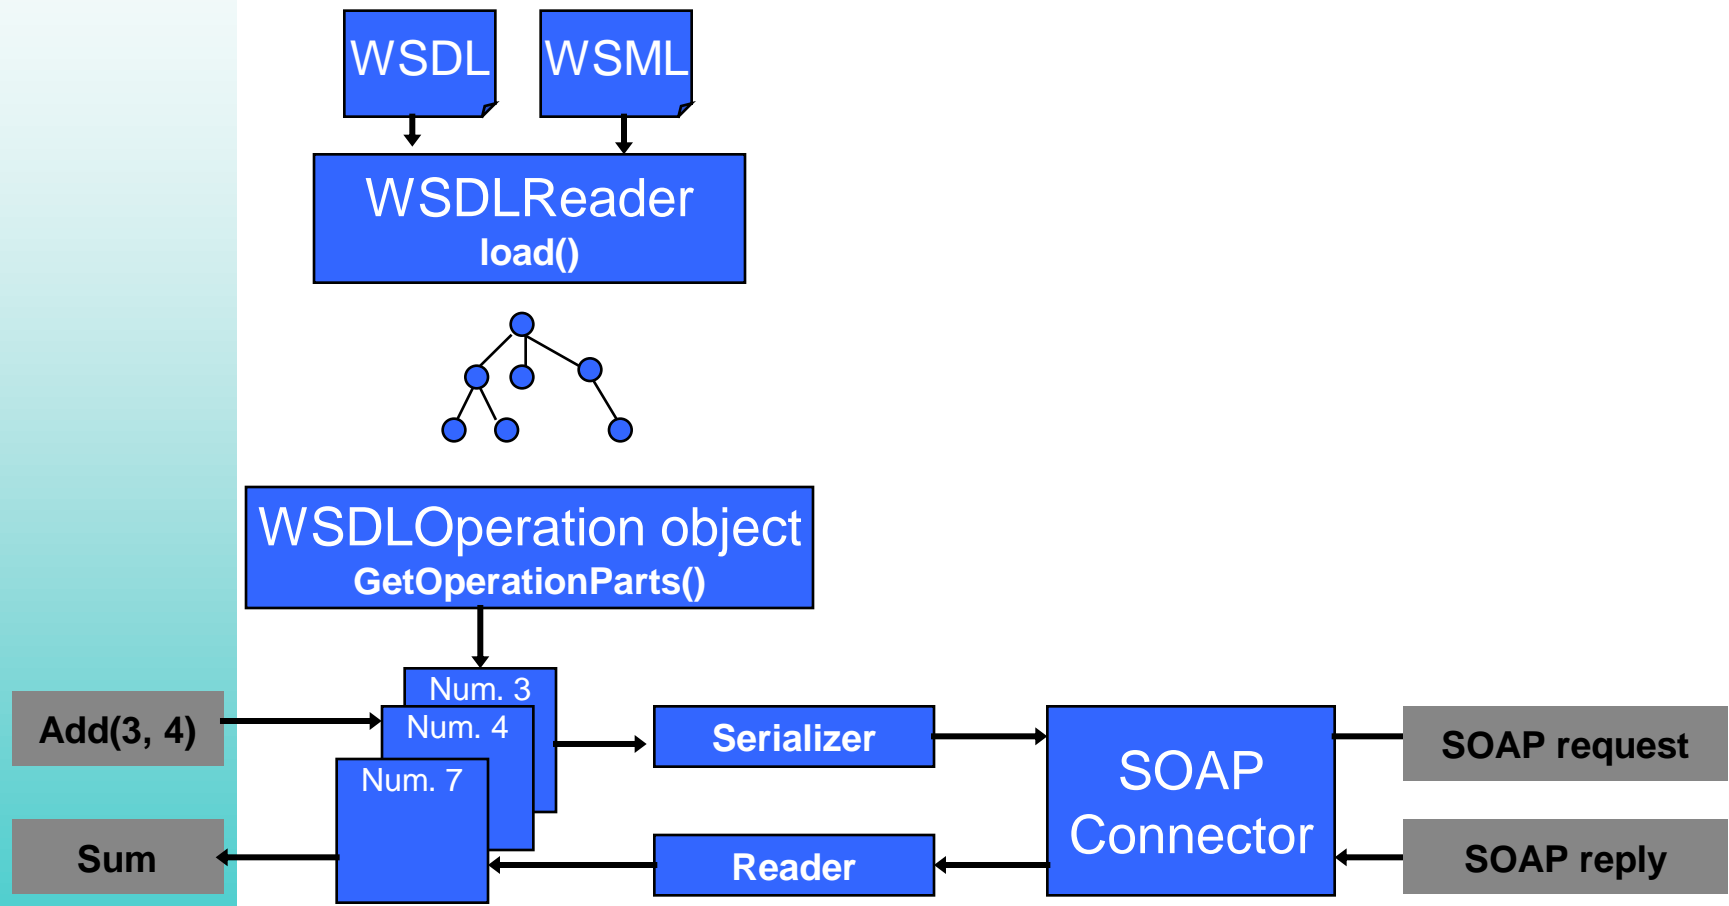 WSDL
WSML
WSDLReader
load()
WSDLOperation object
GetOperationParts()
Num. 3
Num. 4
Num. 7
Add(3, 4)
Sum
Serializer
Reader
SOAP
Connector
SOAP request
SOAP reply